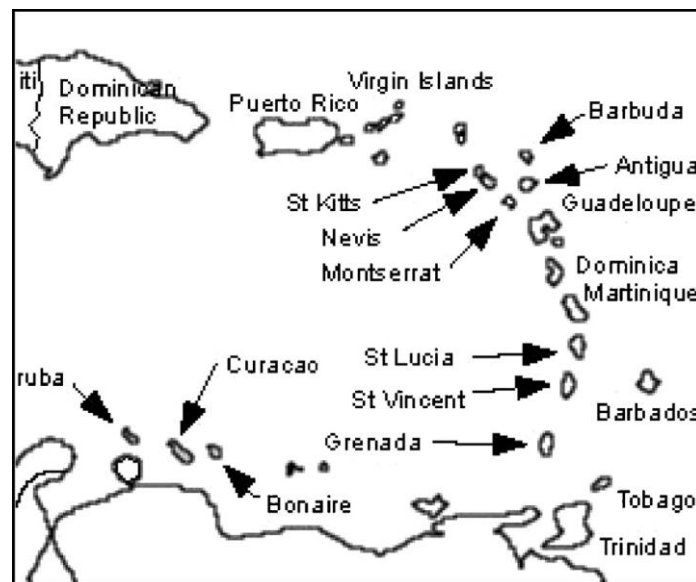 iti
Dominican
Republic
Puerto Rico
Virgin Islands
Barbuda
Antigua
St Kitts
Guadeloupe
Nevis
Montserrat
Dominica
Martinique
St Lucia
Curacao
ruba
St Vincent
Barbados
Grenada
Bonaire
Tobago
Trinidad